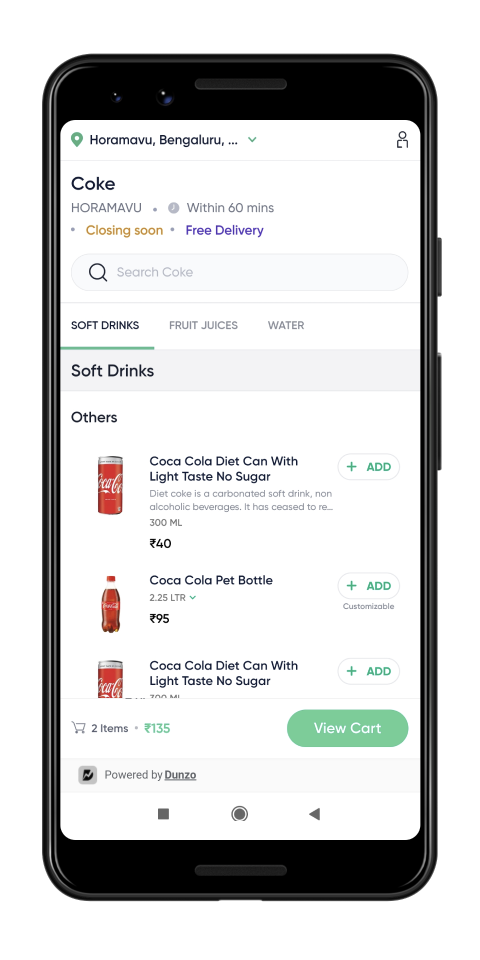 Horamavu, Bengaluru, ...
Coke
HORAMAVU • Within 60 mins
• Closing soon • Free Delivery
Search Coke
SOFT DRINKS FRUIT JUICES WATER
Soft Drinks
Others
Coca Cola Diet Can With
Light Taste No Sugar
+ ADD
Diet coke is a carbonated soft drink, non
alcoholic beverages. It has ceased to re...
300 ML
₹40
Coca Cola Pet Bottle
+ ADD
2.25 LTR
Customizable
₹95
Coca Cola Diet Can With
Light Taste No Sugar
+ ADD
300 ML
2 Items • ₹135
View Cart
Powered by Dunzo